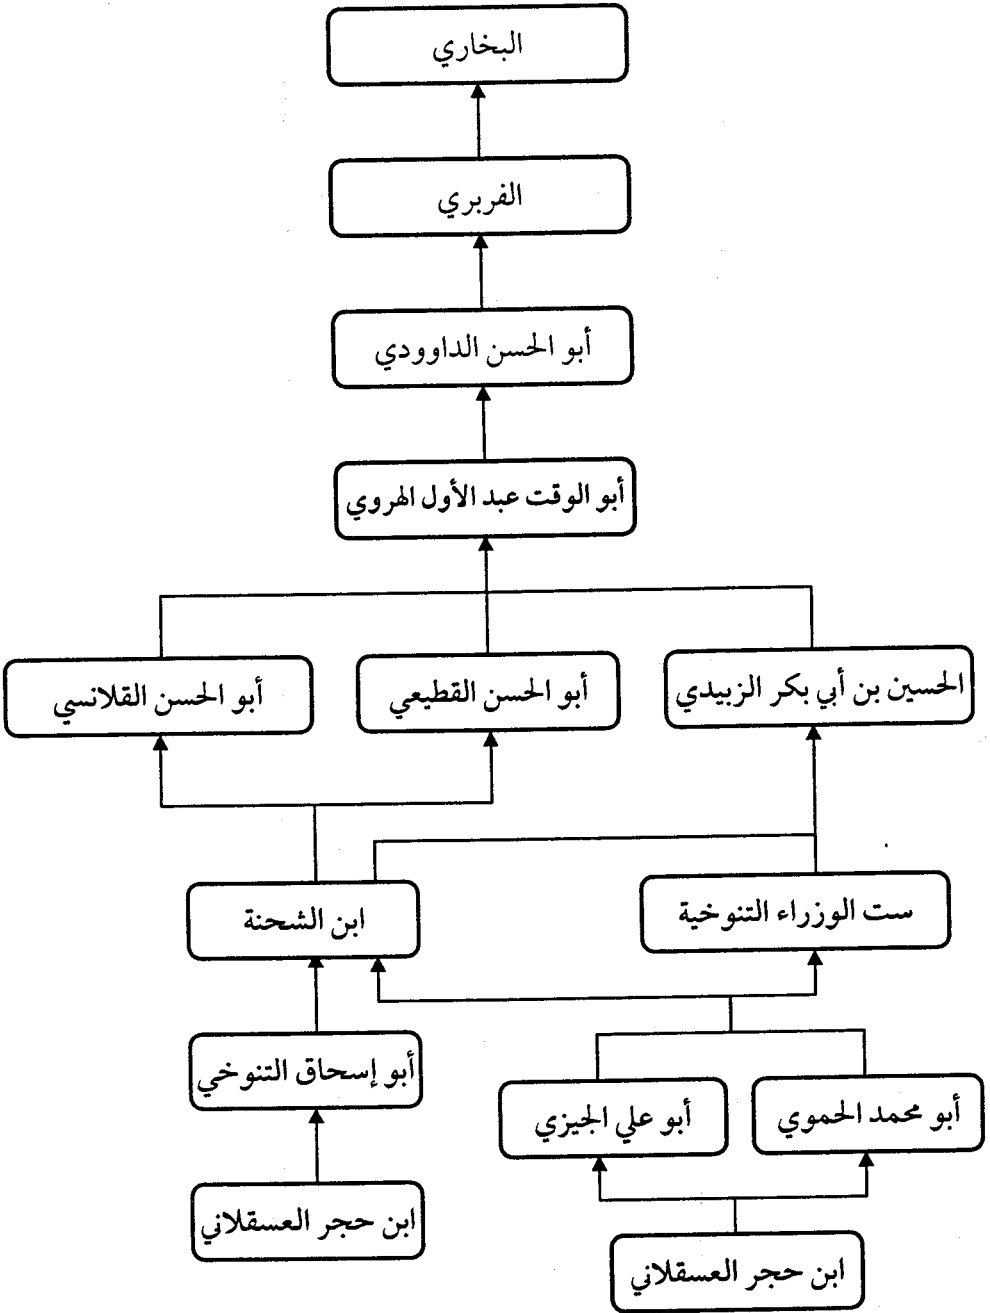 البخاري
الفربري
أبو الحسن الداوودي
أبو الوقت عبد الأول الهروي
الحسين بن أبي بكر الزبيدي
أبو الحسن القطيعي
أبو الحسن القلانسي
ست الوزراء التنوخية
ابن الشحنة
أبو إسحاق التنوخي
أبو محمد الحموي
أبو علي الجيزي
ابن حجر العسقلاني
ابن حجر العسقلاني